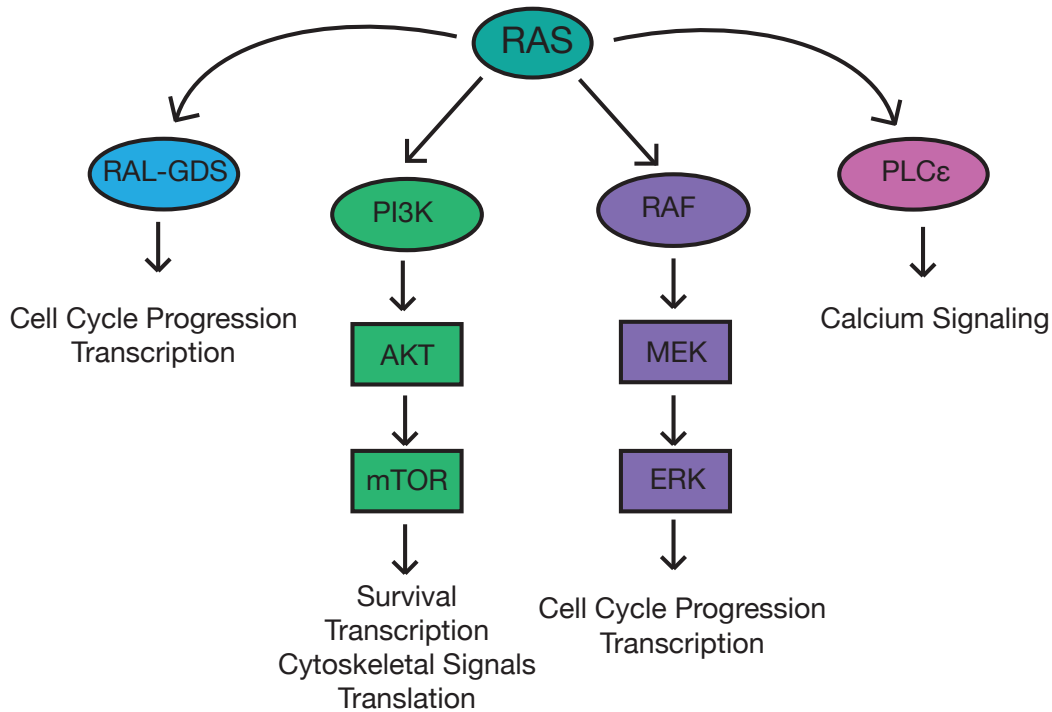 RAS
RAL-GDS
PI3K
RAF
PLCε
Cell Cycle Progression
Transcription
AKT
MEK
Calcium Signaling
mTOR
ERK
Survival
Transcription
Cytoskeletal Signals
Translation
Cell Cycle Progression
Transcription